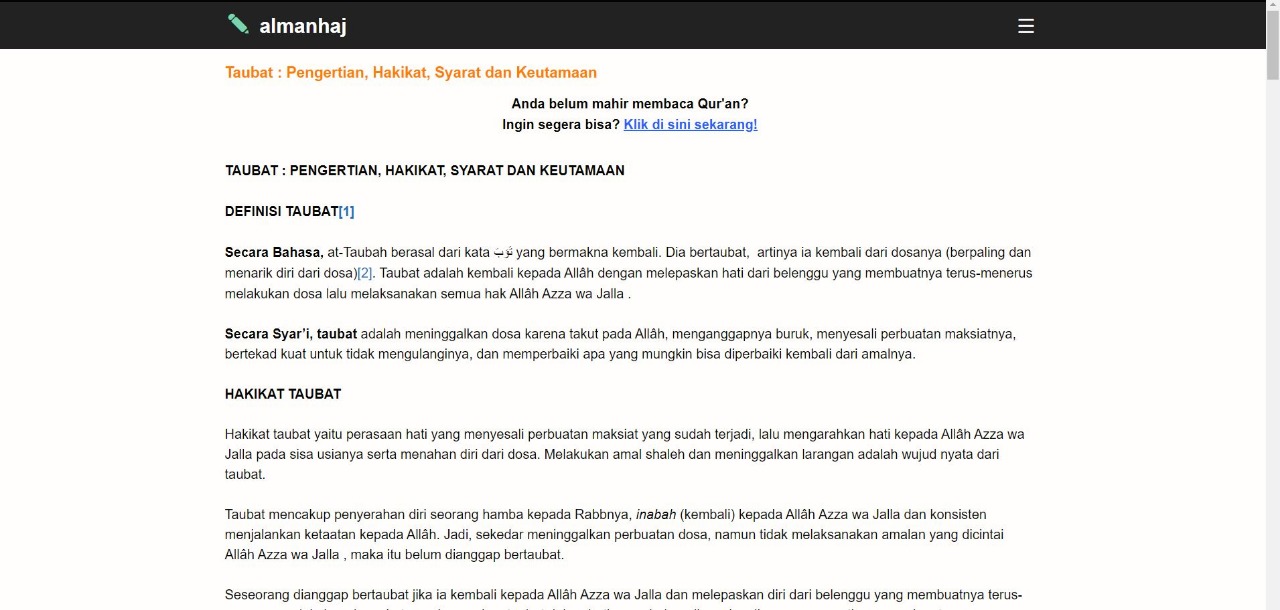 almanhaj
Taubat : Pengertian, Hakikat, Syarat dan Keutamaan
Anda belum mahir membaca Qur'an?
Ingin segera bisa? Klik di sini sekarang!
TAUBAT : PENGERTIAN, HAKIKAT, SYARAT DAN KEUTAMAAN
DEFINISI TAUBAT[1]
Secara Bahasa, at-Taubah berasal dari kata تَوَبَ yang bermakna kembali. Dia bertaubat,  artinya ia kembali dari dosanya (berpaling dan
menarik diri dari dosa)[2]. Taubat adalah kembali kepada Allâh dengan melepaskan hati dari belenggu yang membuatnya terus-menerus
melakukan dosa lalu melaksanakan semua hak Allâh Azza wa Jalla .
Secara Syar’i, taubat adalah meninggalkan dosa karena takut pada Allâh, menganggapnya buruk, menyesali perbuatan maksiatnya,
bertekad kuat untuk tidak mengulanginya, dan memperbaiki apa yang mungkin bisa diperbaiki kembali dari amalnya.
HAKIKAT TAUBAT
Hakikat taubat yaitu perasaan hati yang menyesali perbuatan maksiat yang sudah terjadi, lalu mengarahkan hati kepada Allâh Azza wa
Jalla pada sisa usianya serta menahan diri dari dosa. Melakukan amal shaleh dan meninggalkan larangan adalah wujud nyata dari
taubat.
Taubat mencakup penyerahan diri seorang hamba kepada Rabbnya, inabah (kembali) kepada Allâh Azza wa Jalla dan konsisten
menjalankan ketaatan kepada Allâh. Jadi, sekedar meninggalkan perbuatan dosa, namun tidak melaksanakan amalan yang dicintai
Allâh Azza wa Jalla , maka itu belum dianggap bertaubat.
Seseorang dianggap bertaubat jika ia kembali kepada Allâh Azza wa Jalla dan melepaskan diri dari belenggu yang membuatnya terus-